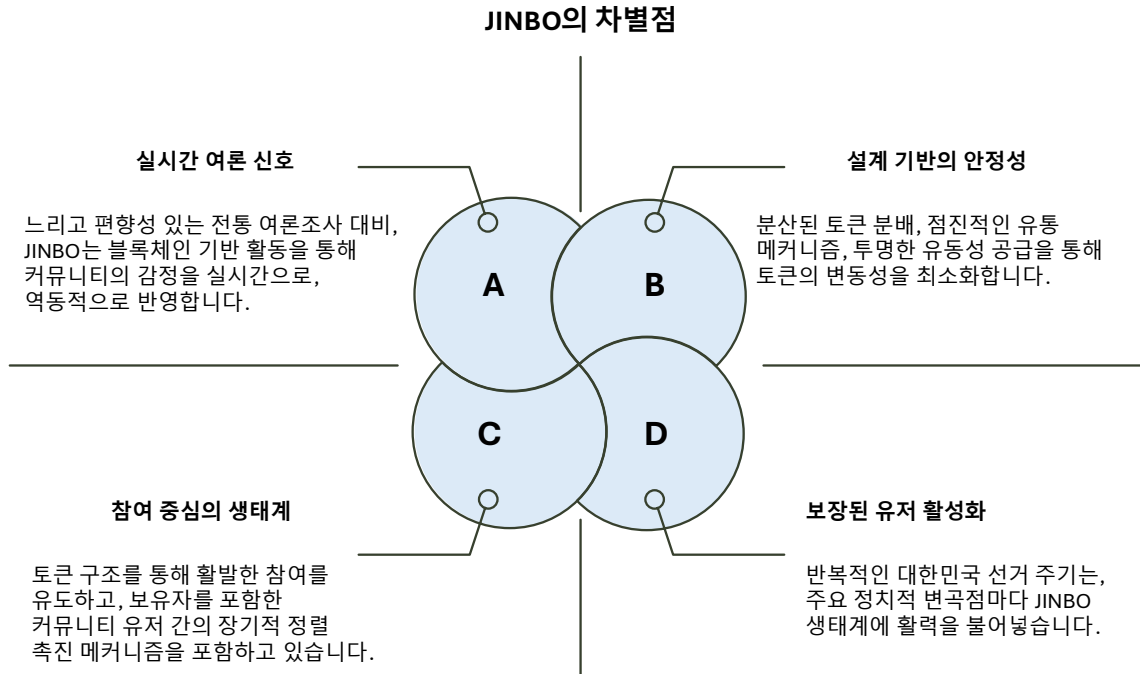 JINBO의 차별점
실시간 여론 신호
느리고 편향성 있는 전통 여론조사 대비,
JINBO는 블록체인 기반 활동을 통해
커뮤니티의 감정을 실시간으로,
역동적으로 반영합니다.
설계 기반의 안정성
분산된 토큰 분배, 점진적인 유통
메커니즘, 투명한 유동성 공급을 통해
토큰의 변동성을 최소화합니다.
A
B
C
D
참여 중심의 생태계
토큰 구조를 통해 활발한 참여를
유도하고, 보유자를 포함한
커뮤니티 유저 간의 장기적 정렬
촉진 메커니즘을 포함하고 있습니다.
보장된 유저 활성화
반복적인 대한민국 선거 주기는,
주요 정치적 변곡점마다 JINBO
생태계에 활력을 불어넣습니다.